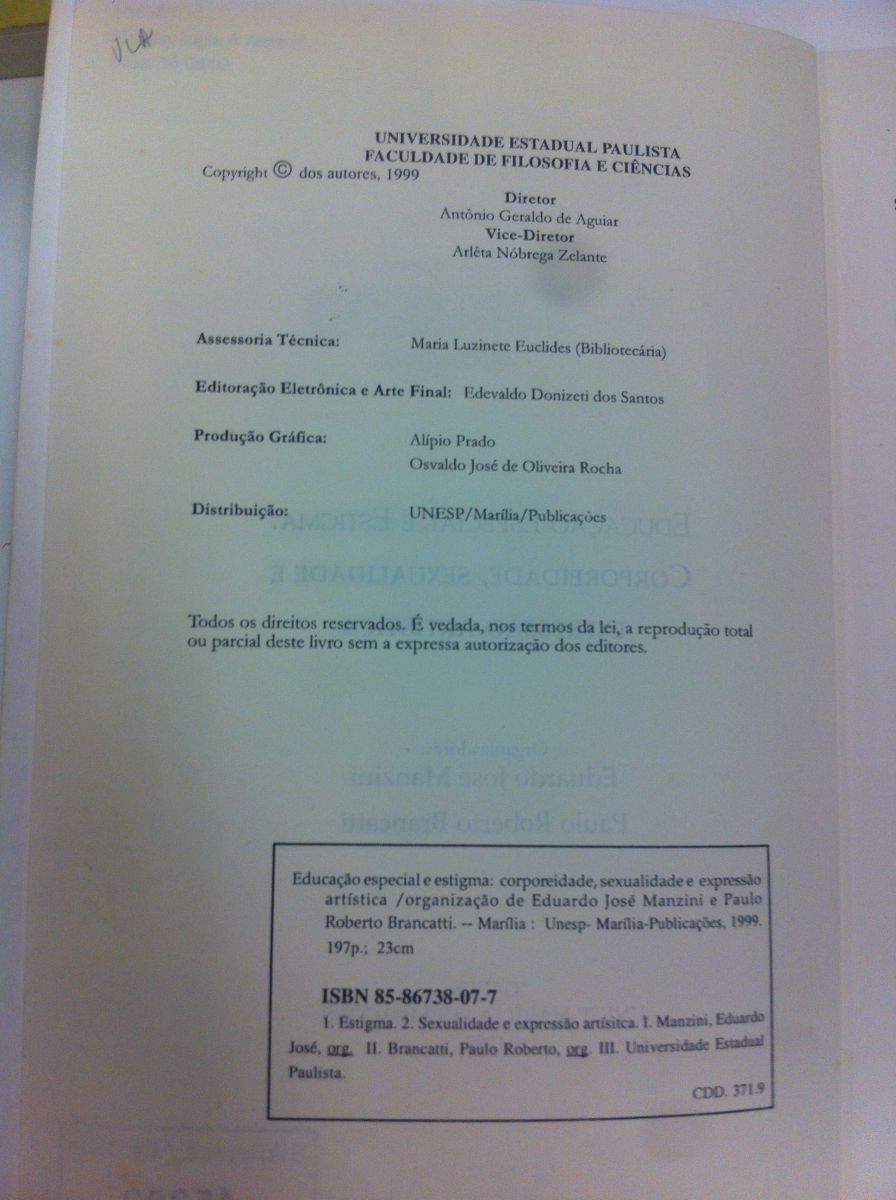 UNIVERSIDADE ESTADUAL PAULISTA
FACULDADE DE FILOSOFIA E CIÊNCIAS
Copyright © dos autores, 1999
Diretor
Antônio Geraldo de Aguiar
Vice-Diretor
Arlêta Nóbrega Zelante
Assessoria Técnica: Maria Luzinete Euclides (Bibliotecária)
Editoração Eletrônica e Arte Final: Edevaldo Donizeti dos Santos
Produção Gráfica: Alípio Prado
Osvaldo José de Oliveira Rocha
Distribuição: UNESP/Marília/Publicações
Todos os direitos reservados. É vedada, nos termos da lei, a reprodução total
ou parcial deste livro sem a expressa autorização dos editores.
Educação especial e estigma: corporeidade, sexualidade e expressão
artística /organização de Eduardo José Manzini e Paulo
Roberto Brancatti. -- Marília : Unesp- Marília-Publicações, 1999.
197p.; 23cm
ISBN 85-86738-07-7
1. Estigma. 2. Sexualidade e expressão artísitca. I. Manzini, Eduardo
José, org. II. Brancatti, Paulo Roberto, org. III. Universidade Estadual
Paulista.
CDD. 371.9